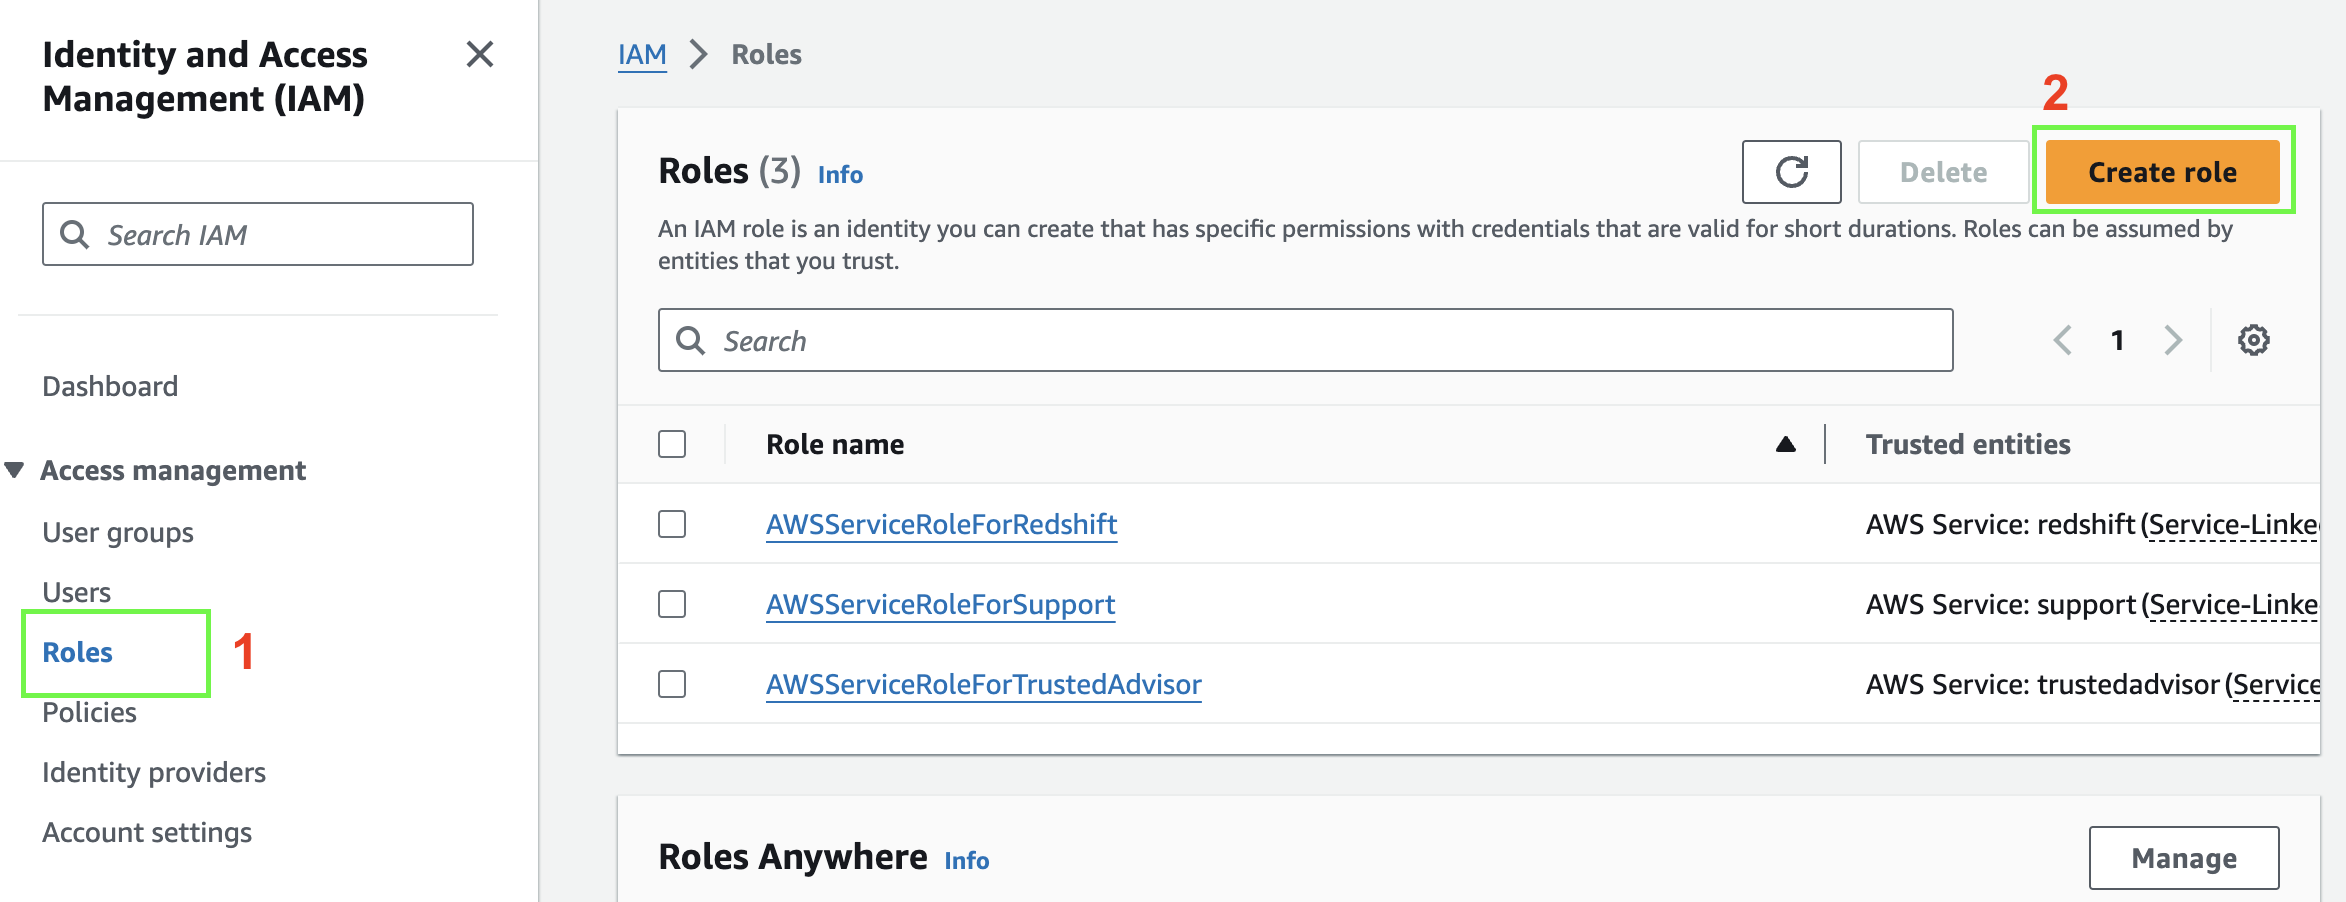 Identity and Access
Management (IAM)
Search IAM
Dashboard
Access management
User groups
Users
Roles
1
Policies
Identity providers
Account settings
IAM
Roles
2
Roles (3) Info
Delete
Create role
An IAM role is an identity you can create that has specific permissions with credentials that are valid for short durations. Roles can be assumed by
entities that you trust.
Search
1
Role name
Trusted entities
AWSServiceRoleForRedshift
AWS Service: redshift (Service-Linke
AWSServiceRoleForSupport
AWS Service: support (Service-Linke
AWSServiceRoleForTrustedAdvisor
AWS Service: trustedadvisor (Service
Roles Anywhere Info
Manage